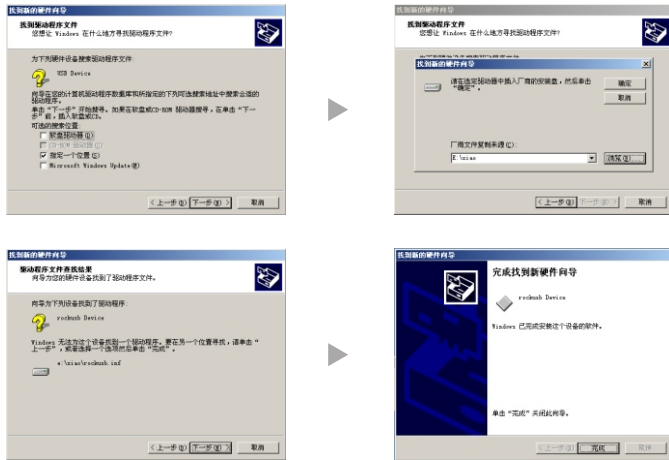 找到新的硬件向导
找到驱动程序文件
您想让 Windows 在什么地方寻找驱动程序文件?
为下列硬件设备搜索驱动程序文件:
USB Device
向导在您的计算机驱动程序数据库和所指定的下列可选搜索地址中搜索合适的
驱动程序。
单击“下一步”开始搜寻。如果在软盘或CD-ROM 驱动器搜寻,在单击“下一
步”前,插入软盘或CD。
可选的搜索位置:
软盘驱动器(D)
CD-ROM 驱动器(C)
指定一个位置(S)
Microsoft Windows Update(M)
<上一步(B)
下一步(N)>
取消
找到新的硬件向导
找到驱动程序文件
您想让 Windows 在什么地方寻找驱动程序文件?
找到新的硬件向导
请在选定驱动器中插入厂商的安装盘,然后单击
“确定”。
确定
取消
厂商文件复制来源(C):
E:\xiao
浏览(B)...
<上一步(B)
下一步(N)>
取消
找到新的硬件向导
驱动程序文件查找结果
向导为您的硬件设备找到了驱动程序文件。
向导为下列设备找到了驱动程序:
rockusb Device
Windows 无法为这个设备找到一个驱动程序。要在另一个位置寻找,请单击“
上一步”,或者选择一个选项然后单击“完成”。
e:\xiao\rockusb.inf
<上一步(B)
下一步(N)>
取消
找到新的硬件向导
完成找到新硬件向导
rockusb Device
Windows 已完成安装这个设备的软件。
单击“完成”关闭此向导。
<上一步(B)
完成
取消